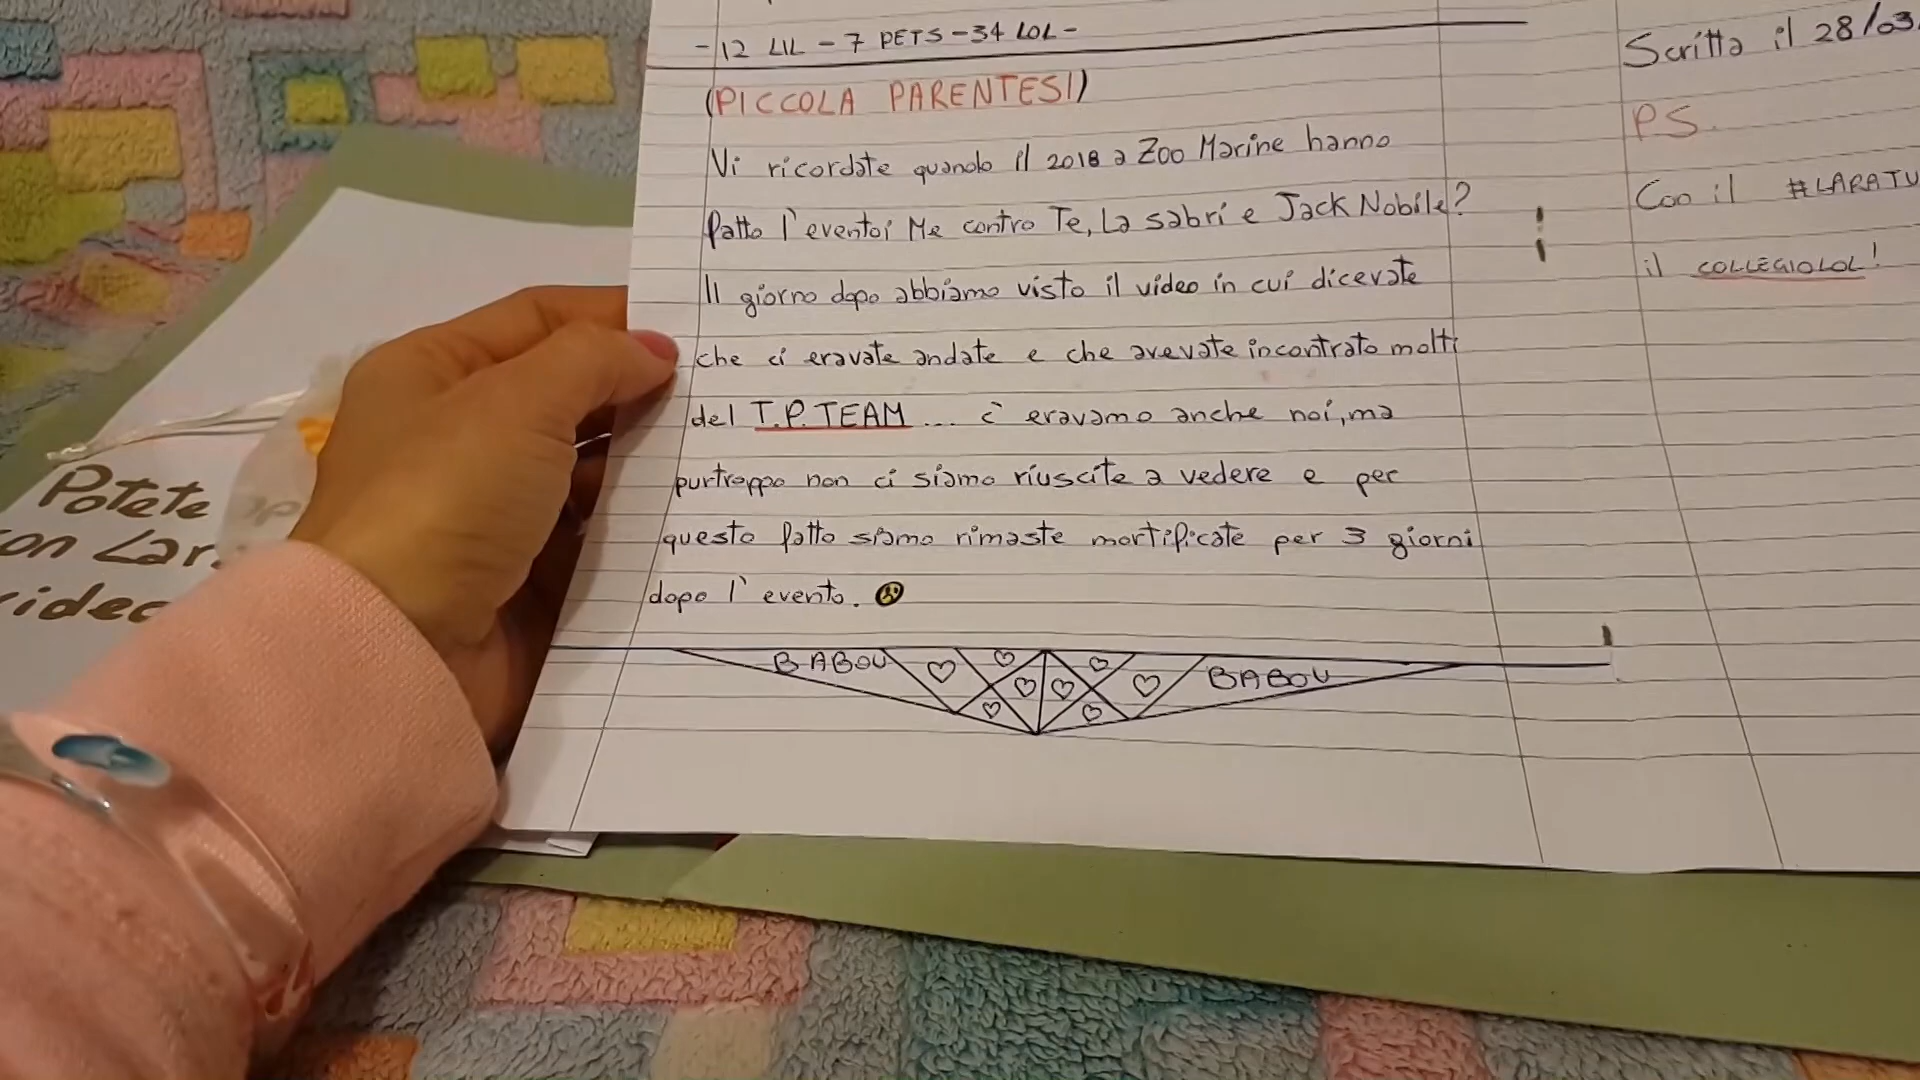 -12 LIL - 7 PETS - 34 LOL -
(PICCOLA PARENTESI)
Vi ricordate quando il 2018 a Zoo Marine hanno
fatto l'evento i Me contro Te, La sabri e Jack Nobile?
Il giorno dopo abbiamo visto il video in cui dicevate
che ci eravate andate e che avevate incontrato molti
del T.P. TEAM ... c'eravamo anche noi, ma
purtroppo non ci siamo riuscite a vedere e per
questo fatto siamo rimaste mortificate per 3 giorni
dopo l'evento.
BABOU BABOU
Scritta il 28/03
P.S.
Con il #LARATU
il COLLEGIOLOL!
Potete
on Lar
video